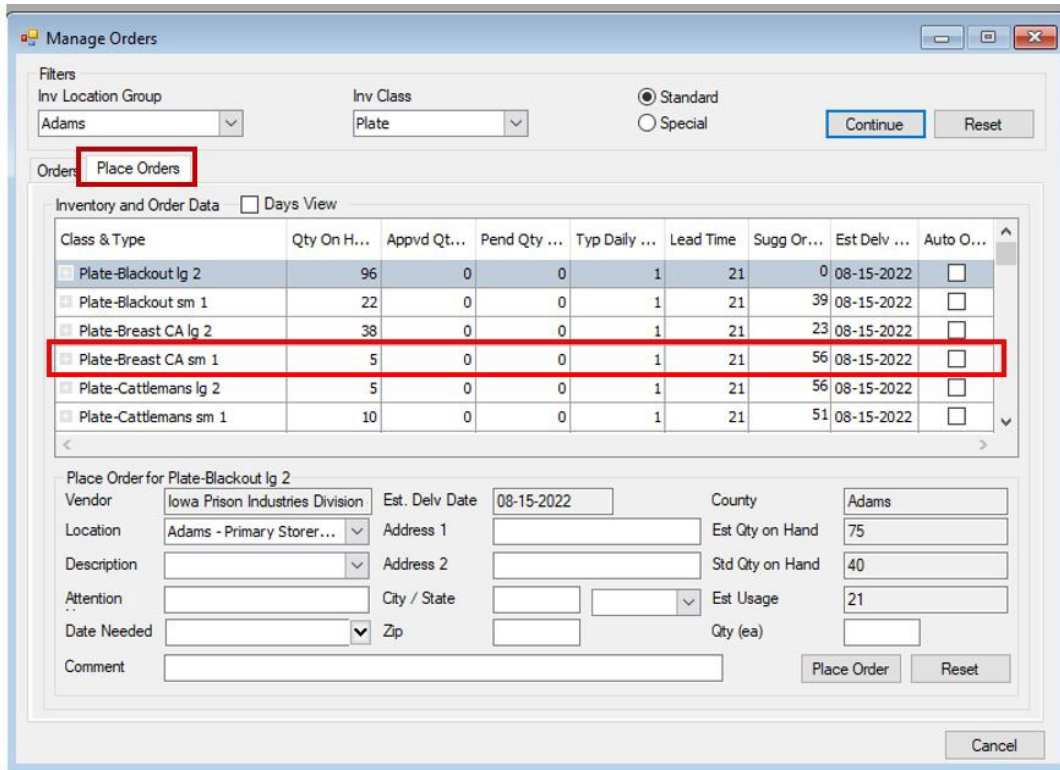 Manage Orders
Filters
Inv Location Group Inv Class Standard
Adams Plate Special Continue Reset
Orders Place Orders
Inventory and Order Data Days View
Class & Type Qty On H... Appvd Qt... Pend Qty ... Typ Daily ... Lead Time Sugg Or... Est Delv ... Auto O...
Plate-Blackout lg 2 96 0 0 1 21 0 08-15-2022
Plate-Blackout sm 1 22 0 0 1 21 39 08-15-2022
Plate-Breast CA lg 2 38 0 0 1 21 23 08-15-2022
Plate-Breast CA sm 1 5 0 0 1 21 56 08-15-2022
Plate-Cattlemans lg 2 5 0 0 1 21 56 08-15-2022
Plate-Cattlemans sm 1 10 0 0 1 21 51 08-15-2022
Place Order for Plate-Blackout lg 2
Vendor Iowa Prison Industries Division Est. Delv Date 08-15-2022 County Adams
Location Adams - Primary Storer... Address 1 Est Qty on Hand 75
Description Address 2 Std Qty on Hand 40
Attention City / State Est Usage 21
Date Needed Zip Qty (ea)
Comment Place Order Reset
Cancel